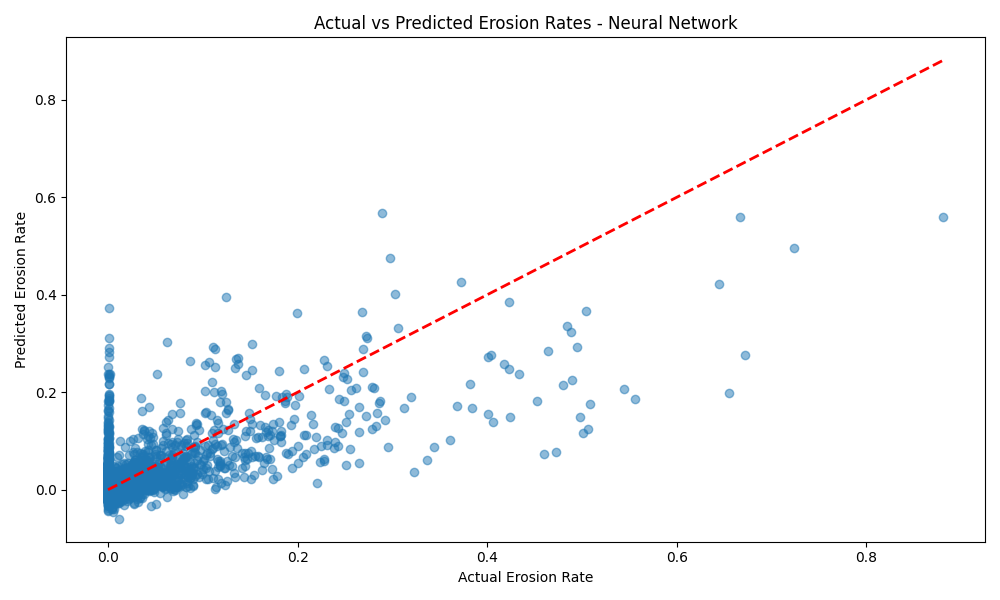 Actual vs Predicted Erosion Rates - Neural Network
Predicted Erosion Rate
0.8
0.6
0.4
0.2
0.0
0.0 0.2 0.4 0.6 0.8
Actual Erosion Rate